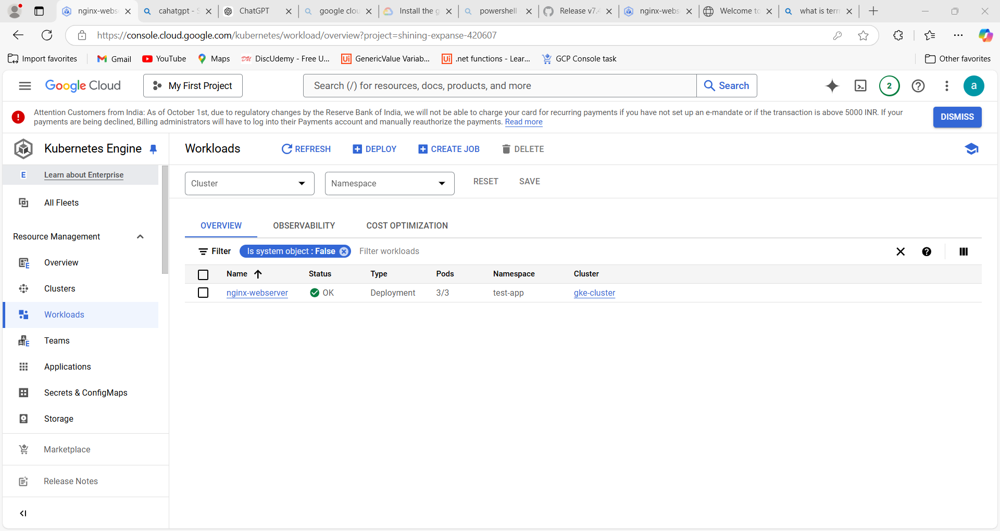 nginx-webs
cahatgpt - S
ChatGPT
google clou
Install the g
powershell
Release v7.4
nginx-webs
Welcome to
what is terr
https://console.cloud.google.com/kubernetes/workload/overview?project=shining-expanse-420607
Import favorites
Gmail
YouTube
Maps
DiscUdemy - Free U...
GenericValue Variab...
.net functions - Lear...
GCP Console task
Other favorites
Google Cloud
My First Project
Search (/) for resources, docs, products, and more
Search
2
a
Attention Customers from India: As of October 1st, due to regulatory changes by the Reserve Bank of India, we will not be able to charge your card for recurring payments if you have not set up an e-mandate or if the transaction is above 5000 INR. If your
payments are being declined, Billing administrators will have to log into their Payments account and manually reauthorize the payments. Read more
DISMISS
Kubernetes Engine
Workloads
REFRESH
DEPLOY
CREATE JOB
DELETE
E
Learn about Enterprise
All Fleets
Resource Management
Overview
Clusters
Workloads
Teams
Applications
Secrets & ConfigMaps
Storage
Marketplace
Release Notes
Cluster
Namespace
RESET
SAVE
OVERVIEW
OBSERVABILITY
COST OPTIMIZATION
Filter
Is system object : False
Filter workloads
Name
Status
Type
Pods
Namespace
Cluster
nginx-webserver
OK
Deployment
3/3
test-app
gke-cluster